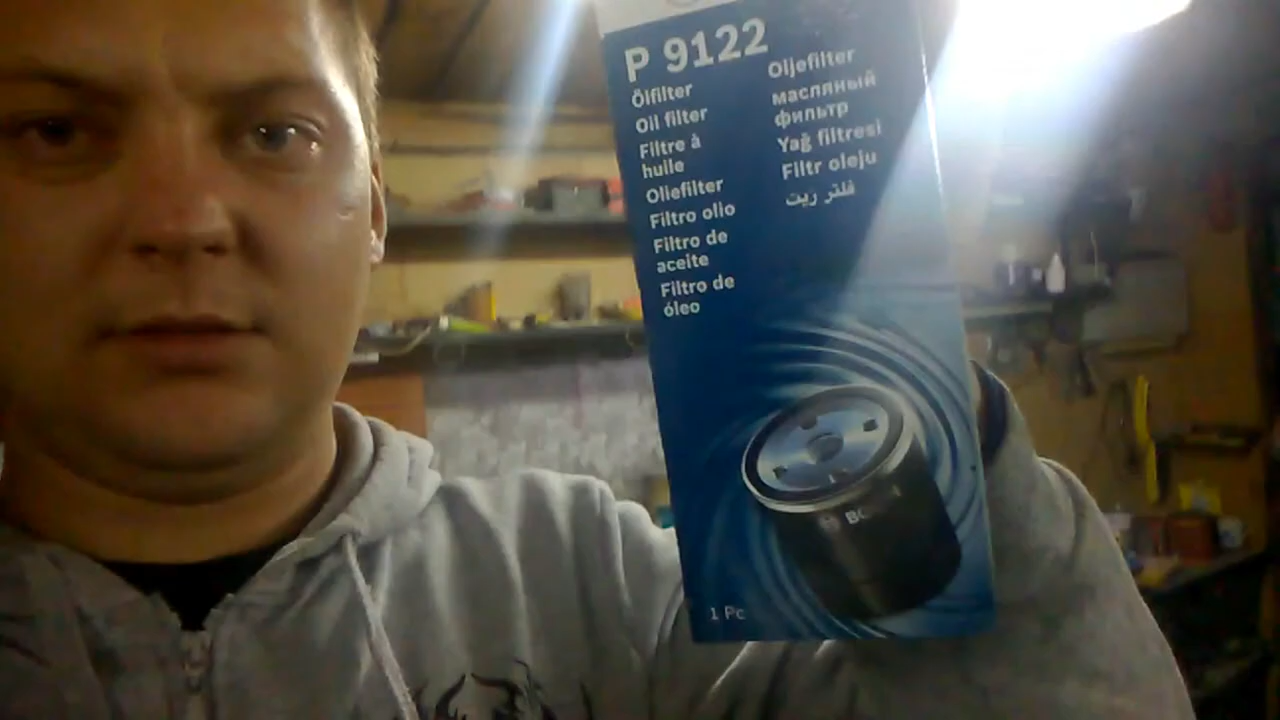 P 9122
Ölfilter
Oil filter
Filtre à
huile
Oliefilter
Filtro olio
Filtro de
aceite
Filtro de
óleo
Oljefilter
масляный
фильтр
Yağ filtresi
Filtr oleju
فلتر زيت
1 Pc